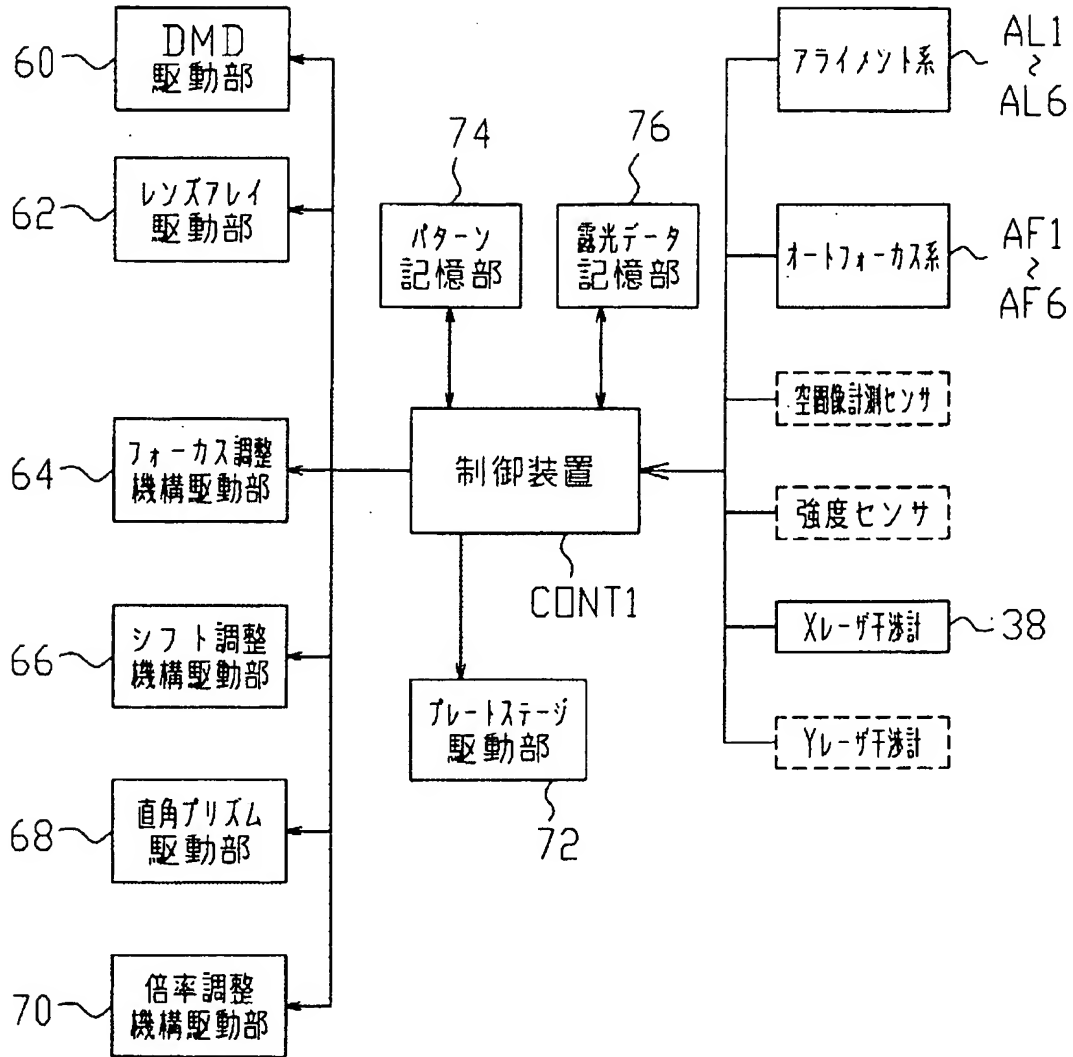 60
DMD
駆動部
62
レンズアレイ
駆動部
64
フォーカス調整
機構駆動部
66
シフト調整
機構駆動部
68
直角プリズム
駆動部
70
倍率調整
機構駆動部
74
パターン
記憶部
76
露光データ
記憶部
制御装置
CONT1
プレートステージ
駆動部
72
アライメント系
AL1
~
AL6
オートフォーカス系
AF1
~
AF6
空間像計測センサ
強度センサ
Xレーザ干渉計
38
Yレーザ干渉計